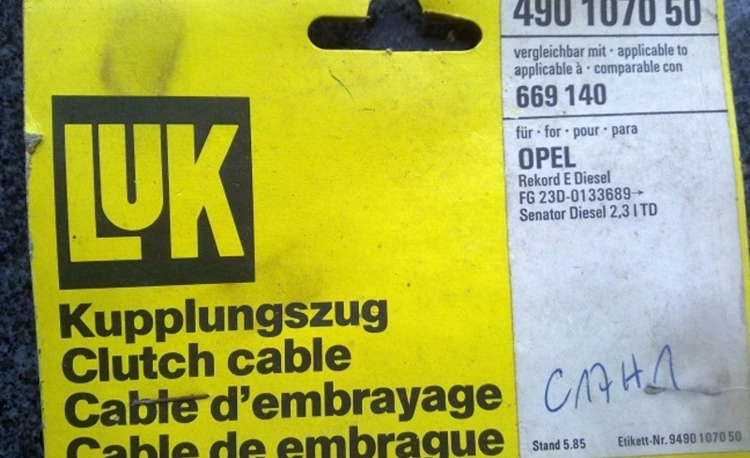 LUK
Kupplungszug
Clutch cable
Cable d'embrayage
Cable de embrague
490 1070 50
vergleichbar mit · applicable to
applicable à · comparable con
669 140
für · for · pour · para
OPEL
Rekord E Diesel
FG 23D-0133689→
Senator Diesel 2,3 l TD
C17H1
Stand 5.85 Etikett-Nr. 9490 1070 50